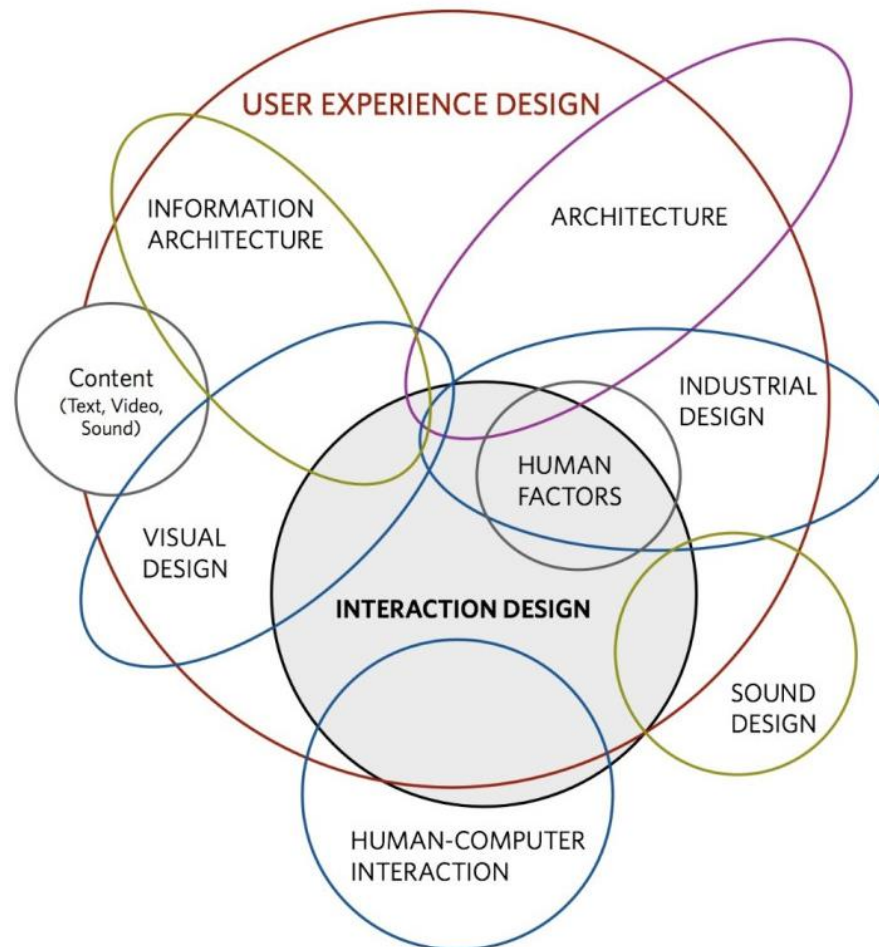 USER EXPERIENCE DESIGN
INFORMATION
ARCHITECTURE
ARCHITECTURE
Content
(Text, Video,
Sound)
INDUSTRIAL
DESIGN
HUMAN
FACTORS
VISUAL
DESIGN
INTERACTION DESIGN
SOUND
DESIGN
HUMAN-COMPUTER
INTERACTION